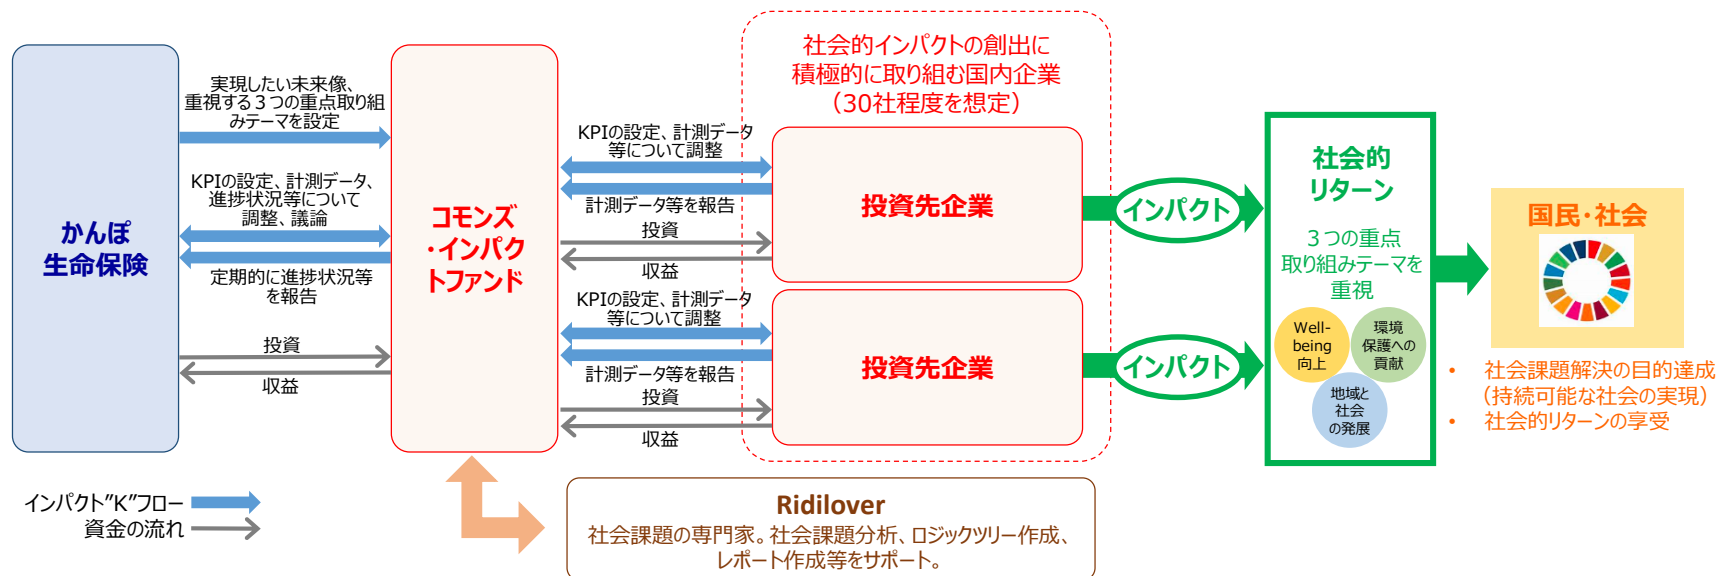 かんぽ
生命保険
実現したい未来像、
重視する３つの重点取り組
みテーマを設定
KPIの設定、計測データ、
進捗状況等について
調整、議論
定期的に進捗状況等
を報告
投資
収益
コモンズ
・インパク
トファンド
KPIの設定、計測データ
等について調整
計測データ等を報告
投資
収益
KPIの設定、計測データ
等について調整
計測データ等を報告
投資
収益
社会的インパクトの創出に
積極的に取り組む国内企業
（30社程度を想定）
投資先企業
投資先企業
インパクト
インパクト
社会的
リターン
３つの重点
取り組みテーマを
重視
Well-
being
向上
環境
保護への
貢献
地域と
社会
の発展
国民・社会
• 社会課題解決の目的達成
（持続可能な社会の実現）
• 社会的リターンの享受
インパクト”K”フロー
資金の流れ
Ridilover
社会課題の専門家。社会課題分析、ロジックツリー作成、
レポート作成等をサポート。